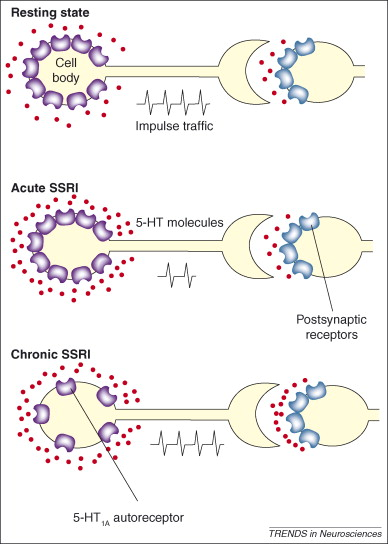 Resting state
Cell
body
Impulse traffic
Acute SSRI
5-HT molecules
Postsynaptic
receptors
Chronic SSRI
5-HT1A autoreceptor
TRENDS in Neurosciences